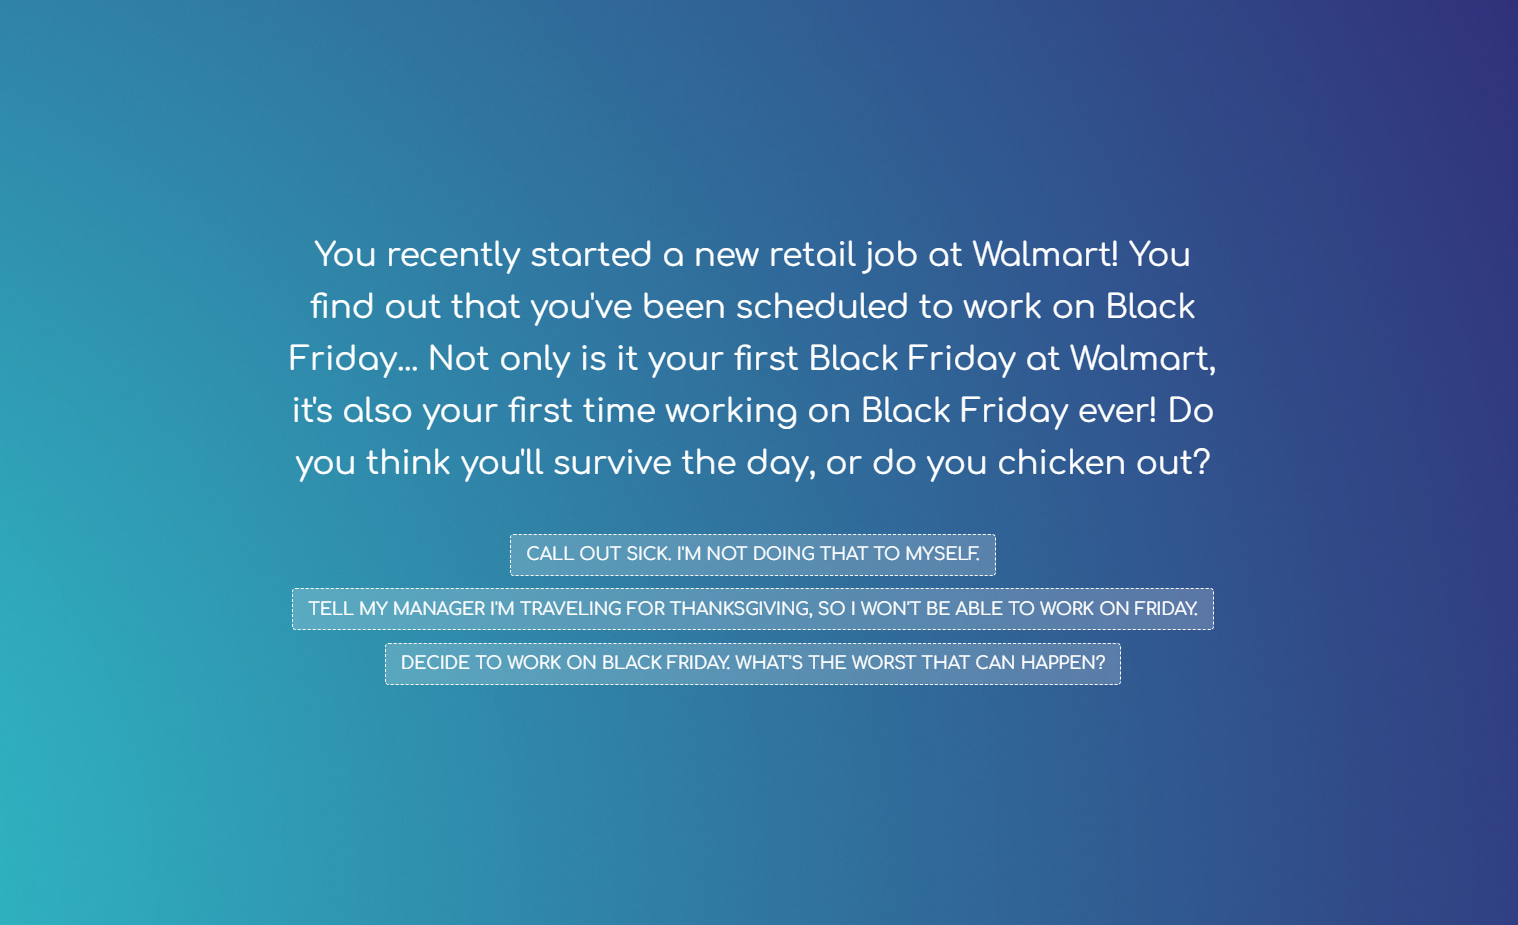 You recently started a new retail job at Walmart! You
find out that you've been scheduled to work on Black
Friday... Not only is it your first Black Friday at Walmart,
it's also your first time working on Black Friday ever! Do
you think you'll survive the day, or do you chicken out?
CALL OUT SICK. I'M NOT DOING THAT TO MYSELF.
TELL MY MANAGER I'M TRAVELING FOR THANKSGIVING, SO I WON'T BE ABLE TO WORK ON FRIDAY.
DECIDE TO WORK ON BLACK FRIDAY. WHAT'S THE WORST THAT CAN HAPPEN?